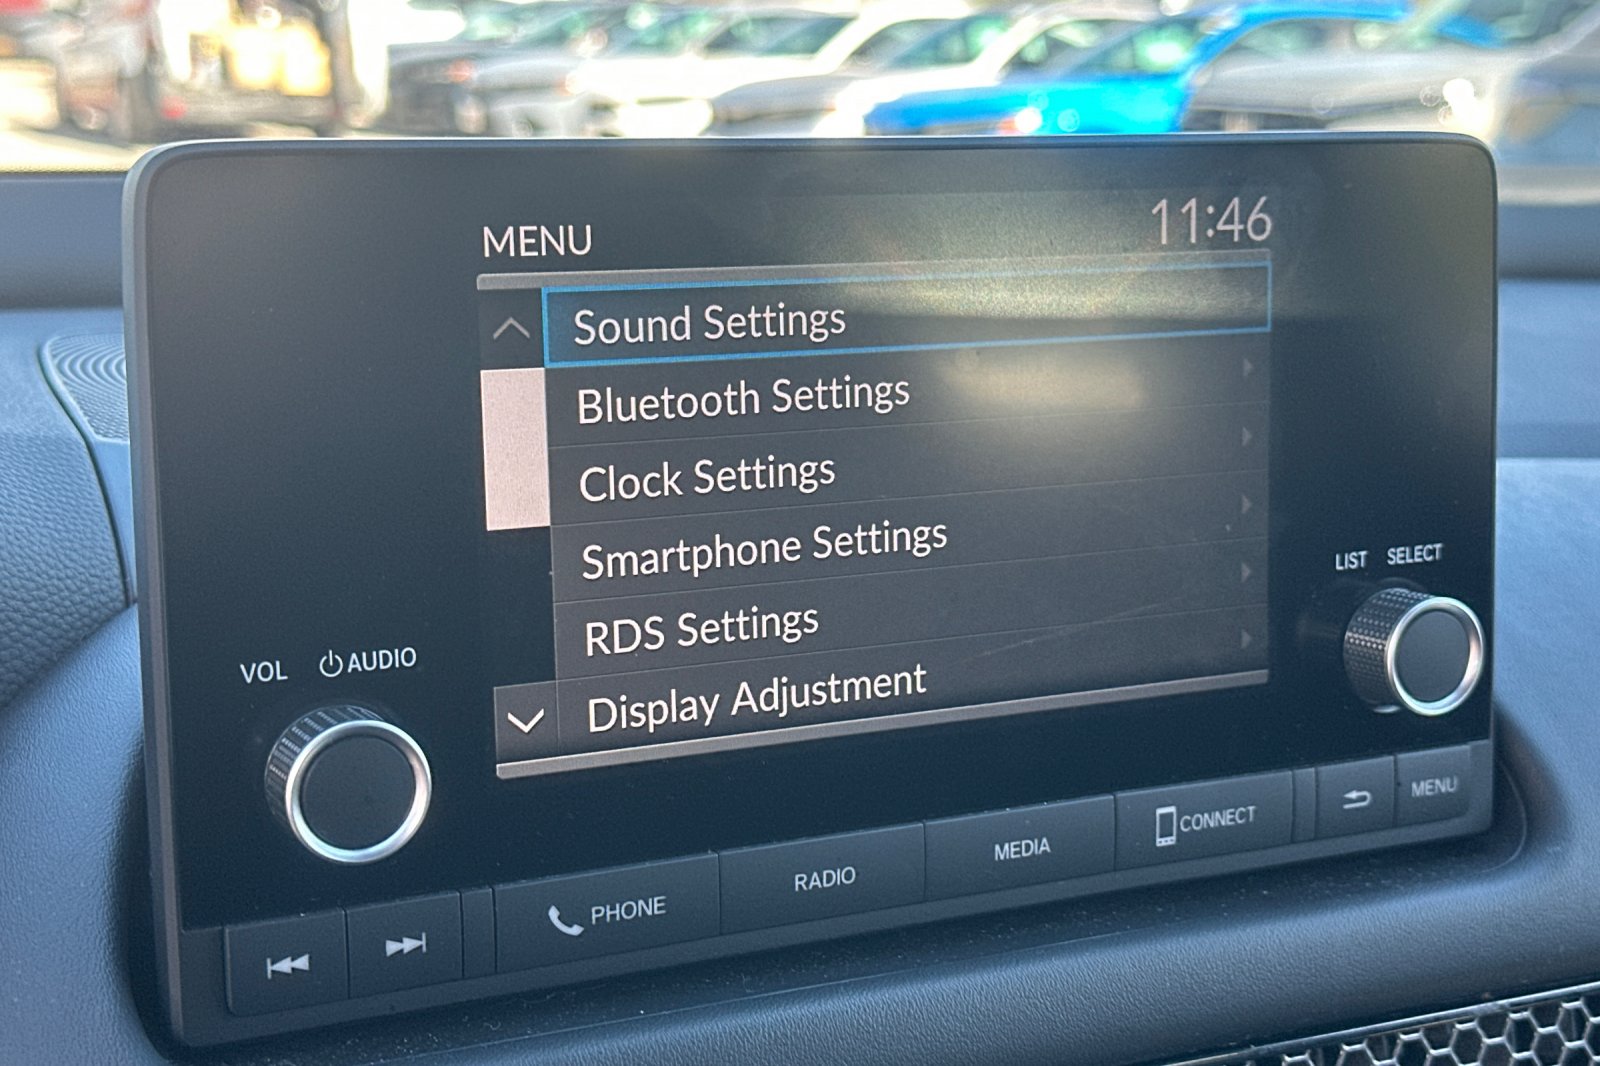 MENU
11:46
Sound Settings
Bluetooth Settings
Clock Settings
Smartphone Settings
RDS Settings
Display Adjustment
LIST SELECT
VOL AUDIO
PHONE
RADIO
MEDIA
CONNECT
MENU